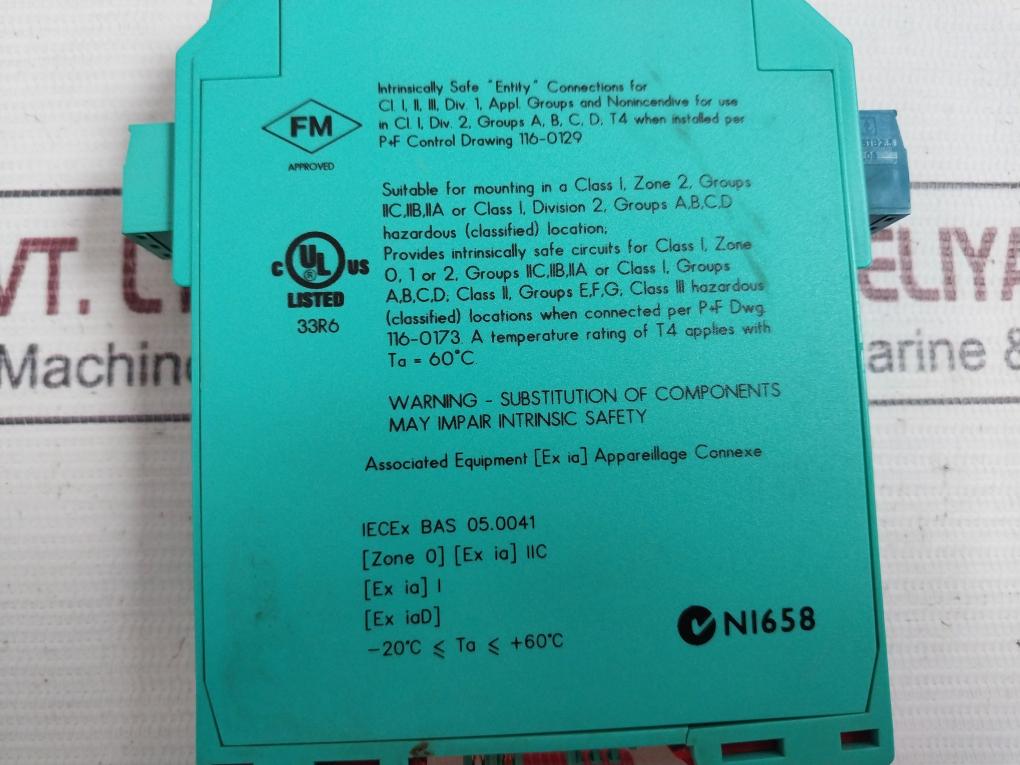 Intrinsically Safe "Entity" Connections for
Cl. I, II, III, Div. 1, Appl. Groups and Nonincendive for use
in Cl. I, Div. 2, Groups A, B, C, D, T4 when installed per
P+F Control Drawing 116-0129
FM
APPROVED
Suitable for mounting in a Class I, Zone 2, Groups
IIC,IIB,IIA or Class I, Division 2, Groups A,B,C,D
hazardous (classified) location;
Provides intrinsically safe circuits for Class I, Zone
0, 1 or 2, Groups IIC,IIB,IIA or Class I, Groups
A,B,C,D; Class II, Groups E,F,G; Class III hazardous
(classified) locations when connected per P+F Dwg.
116-0173. A temperature rating of T4 applies with
Ta = 60°C.
C UL ® US
LISTED
33R6
WARNING - SUBSTITUTION OF COMPONENTS
MAY IMPAIR INTRINSIC SAFETY
Associated Equipment [Ex ia] Appareillage Connexe
IECEx BAS 05.0041
[Zone 0] [Ex ia] IIC
[Ex ia] I
[Ex iaD]
-20°C ≤ Ta ≤ +60°C
N1658
VT.
Machin
ELIYA
arine &